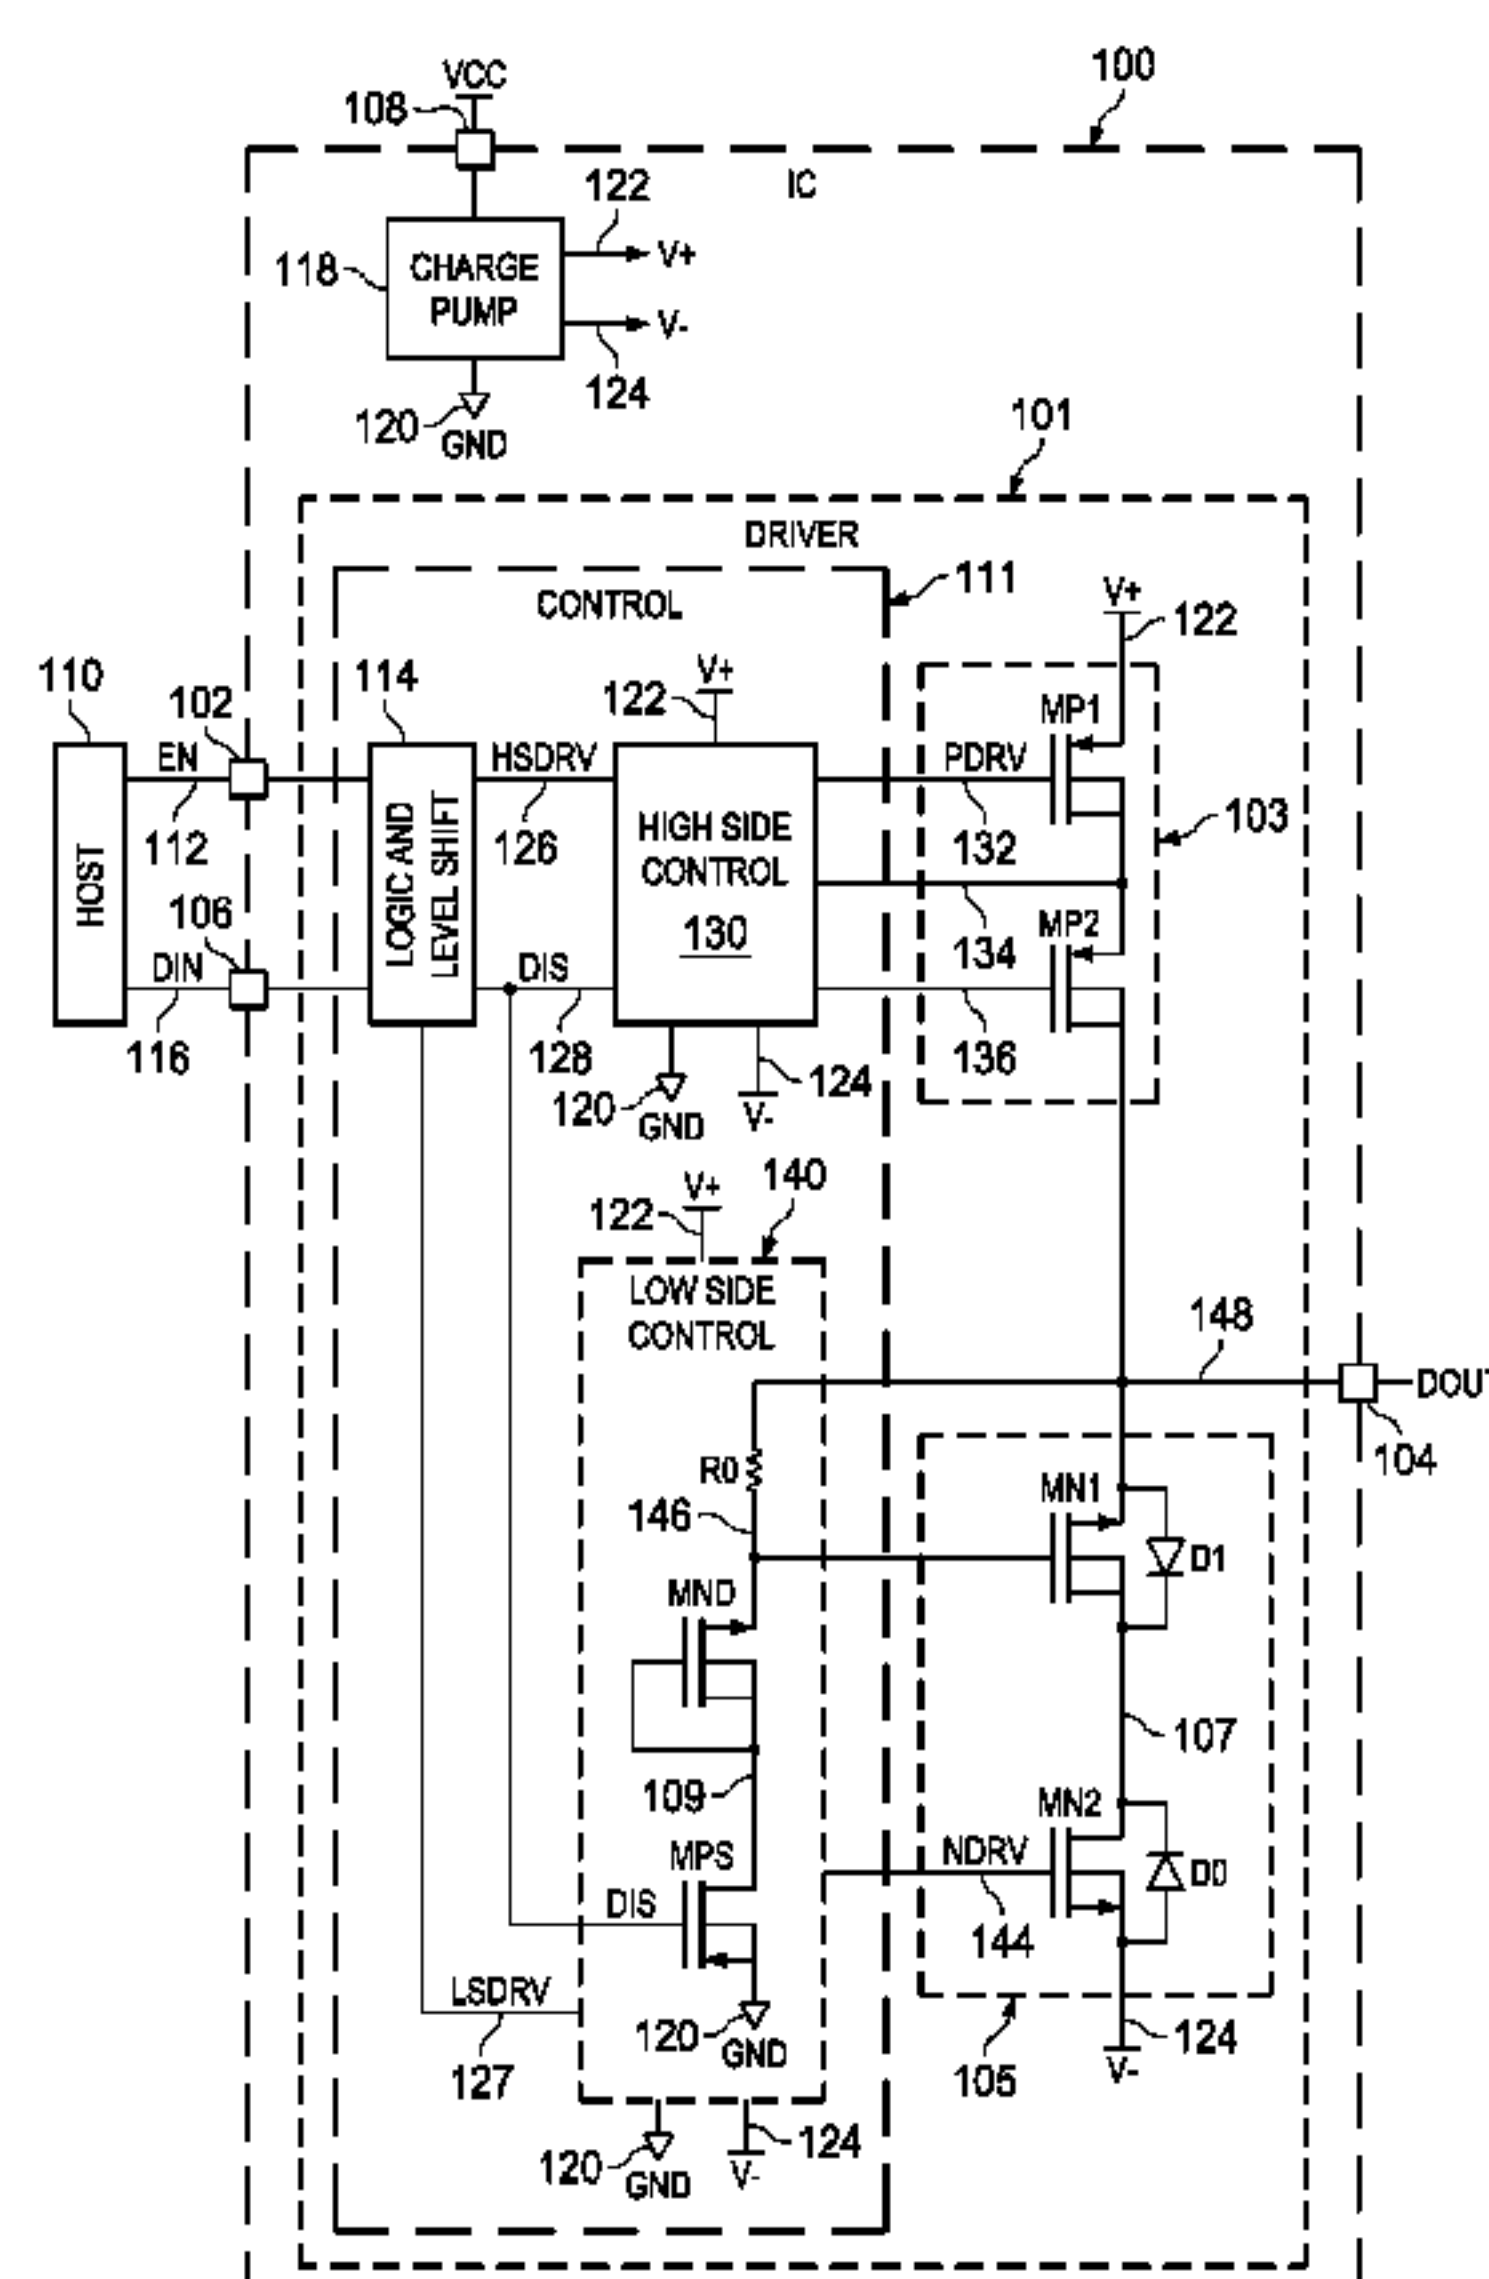 100
VCC
108
IC
122
118
CHARGE
PUMP
V+
V-
124
120
GND
101
DRIVER
111
CONTROL
V+
122
110
102
114
V+
122
MP1
EN
HSDRV
PDRV
112
126
132
103
HOST
LOGIC AND
LEVEL SHIFT
HIGH SIDE
CONTROL
130
106
MP2
DIN
DIS
134
116
128
136
120
GND
124
V-
140
V+
122
LOW SIDE
CONTROL
148
104
R0
146
MN1
D1
MND
107
109
MN2
MPS
NDRV
D0
DIS
144
LSDRV
127
120
GND
105
124
V-
120
GND
124
V-